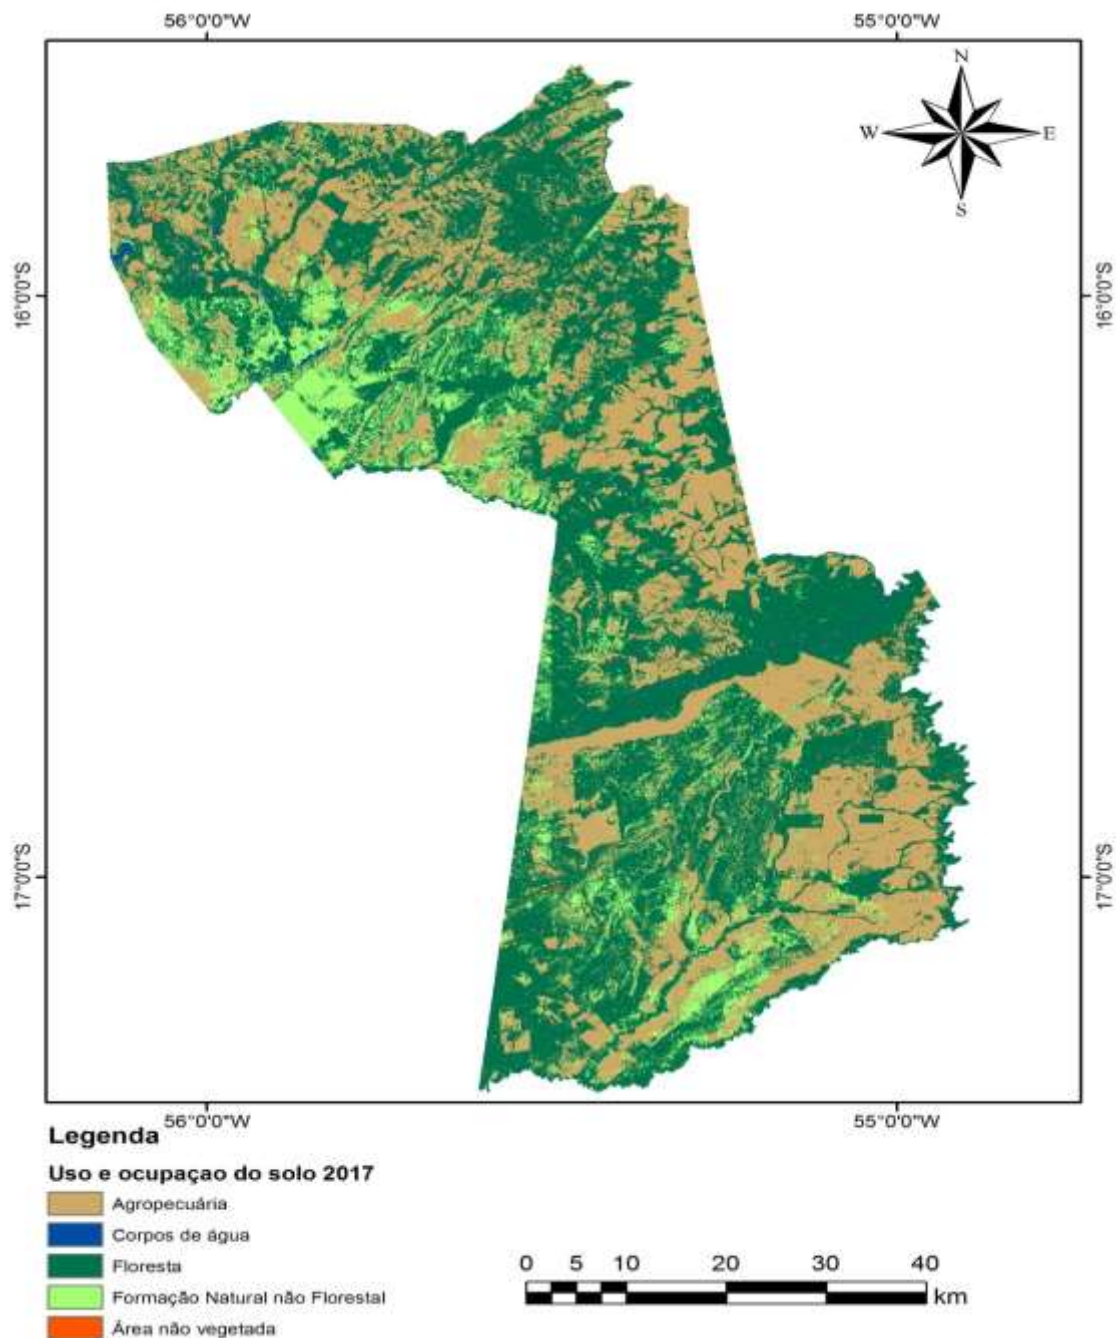 56°0'0"W 55°0'0"W
N
W E
S
16°0'0"S 16°0'0"S
17°0'0"S 17°0'0"S
56°0'0"W 55°0'0"W
Legenda
Uso e ocupaçao do solo 2017
Agropecuária
Corpos de água
Floresta
Formação Natural não Florestal
Área não vegetada
0 5 10 20 30 40
km